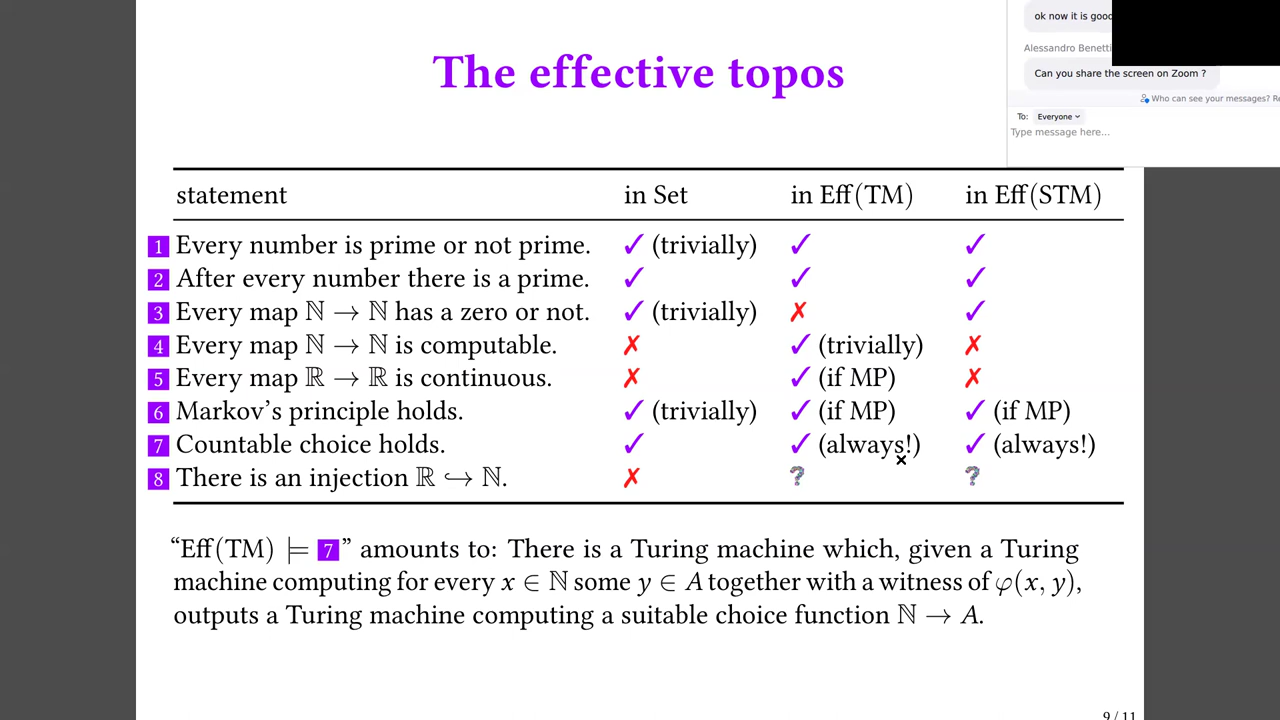 The effective topos
ok now it is good
Alessandro Benetti
Can you share the screen on Zoom ?
Who can see your messages? Re
To: Everyone
Type message here...
statement in Set in Eff(TM) in Eff(STM)
1 Every number is prime or not prime. ✓ (trivially) ✓ ✓
2 After every number there is a prime. ✓ ✓ ✓
3 Every map ℕ → ℕ has a zero or not. ✓ (trivially) ✗ ✓
4 Every map ℕ → ℕ is computable. ✗ ✓ (trivially) ✗
5 Every map ℝ → ℝ is continuous. ✗ ✓ (if MP) ✗
6 Markov’s principle holds. ✓ (trivially) ✓ (if MP) ✓ (if MP)
7 Countable choice holds. ✓ ✓ (always!) ✓ (always!)
8 There is an injection ℝ ↪ ℕ. ✗ ? ?
“Eff(TM) ⊨ 7” amounts to: There is a Turing machine which, given a Turing
machine computing for every x ∈ ℕ some y ∈ A together with a witness of φ(x, y),
outputs a Turing machine computing a suitable choice function ℕ → A.
9 / 11